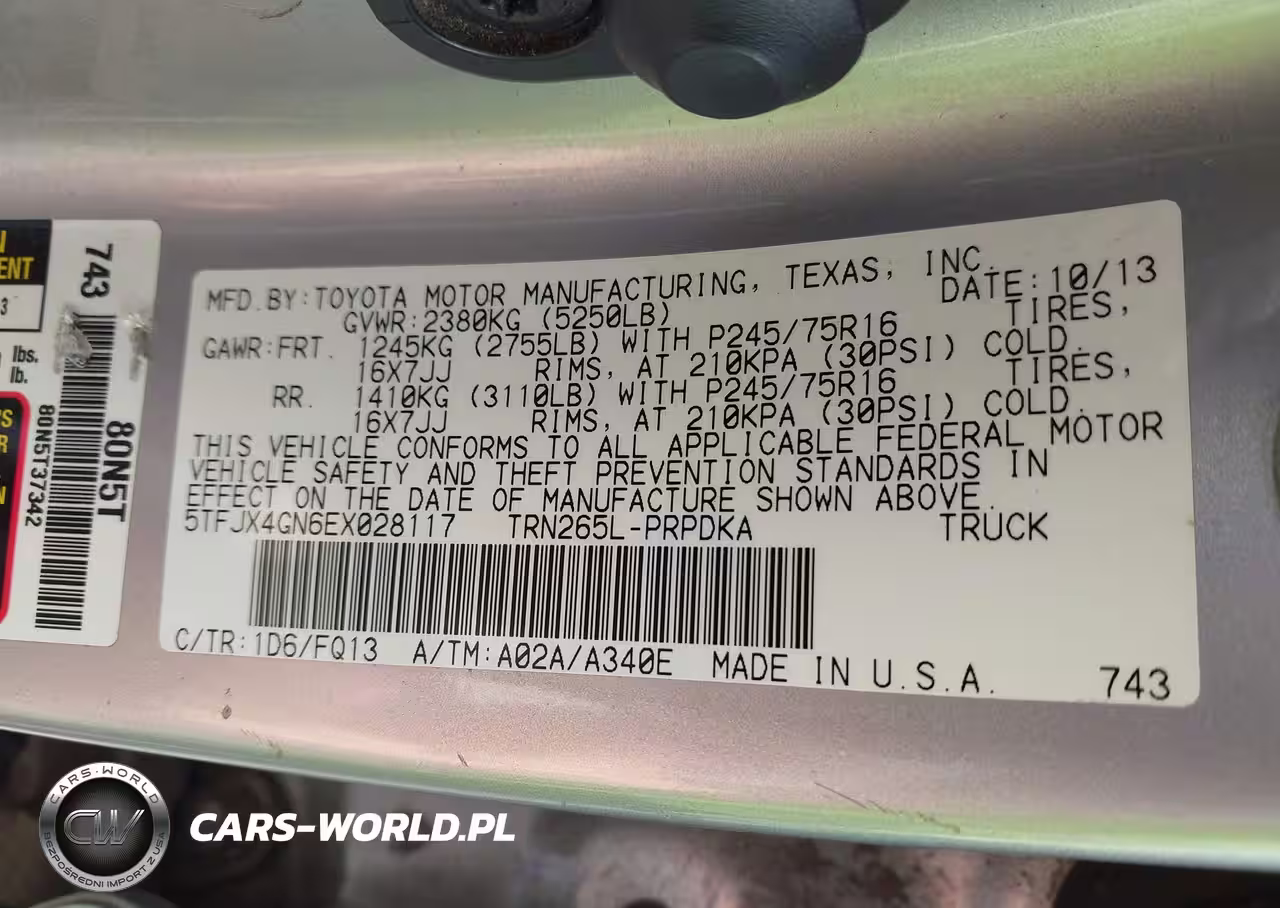 MFD.BY:TOYOTA MOTOR MANUFACTURING, TEXAS, INC.
GVWR:2380KG (5250LB) DATE:10/13
GAWR:FRT. 1245KG (2755LB) WITH P245/75R16 TIRES,
16X7JJ RIMS, AT 210KPA (30PSI) COLD.
RR. 1410KG (3110LB) WITH P245/75R16 TIRES,
16X7JJ RIMS, AT 210KPA (30PSI) COLD.
THIS VEHICLE CONFORMS TO ALL APPLICABLE FEDERAL MOTOR
VEHICLE SAFETY AND THEFT PREVENTION STANDARDS IN
EFFECT ON THE DATE OF MANUFACTURE SHOWN ABOVE.
5TFJX4GN6EX028117 TRN265L-PRPDKA TRUCK
C/TR:1D6/FQ13 A/TM:A02A/A340E MADE IN U.S.A.
743
743
80N5T
80N5T37342
lbs.
lb.
CARS-WORLD
CW
BEZPOŚREDNI IMPORT Z USA
CARS-WORLD.PL